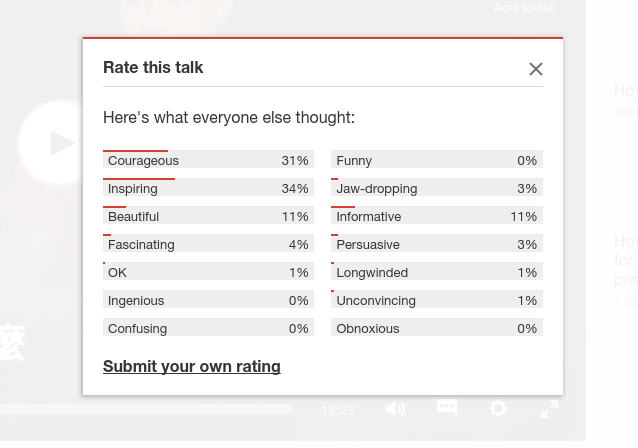 Add to list
Rate this talk
Here's what everyone else thought:
Courageous 31%
Funny 0%
Inspiring 34%
Jaw-dropping 3%
Beautiful 11%
Informative 11%
Fascinating 4%
Persuasive 3%
OK 1%
Longwinded 1%
Ingenious 0%
Unconvincing 1%
Confusing 0%
Obnoxious 0%
Submit your own rating
12:23
How
How
for
麼